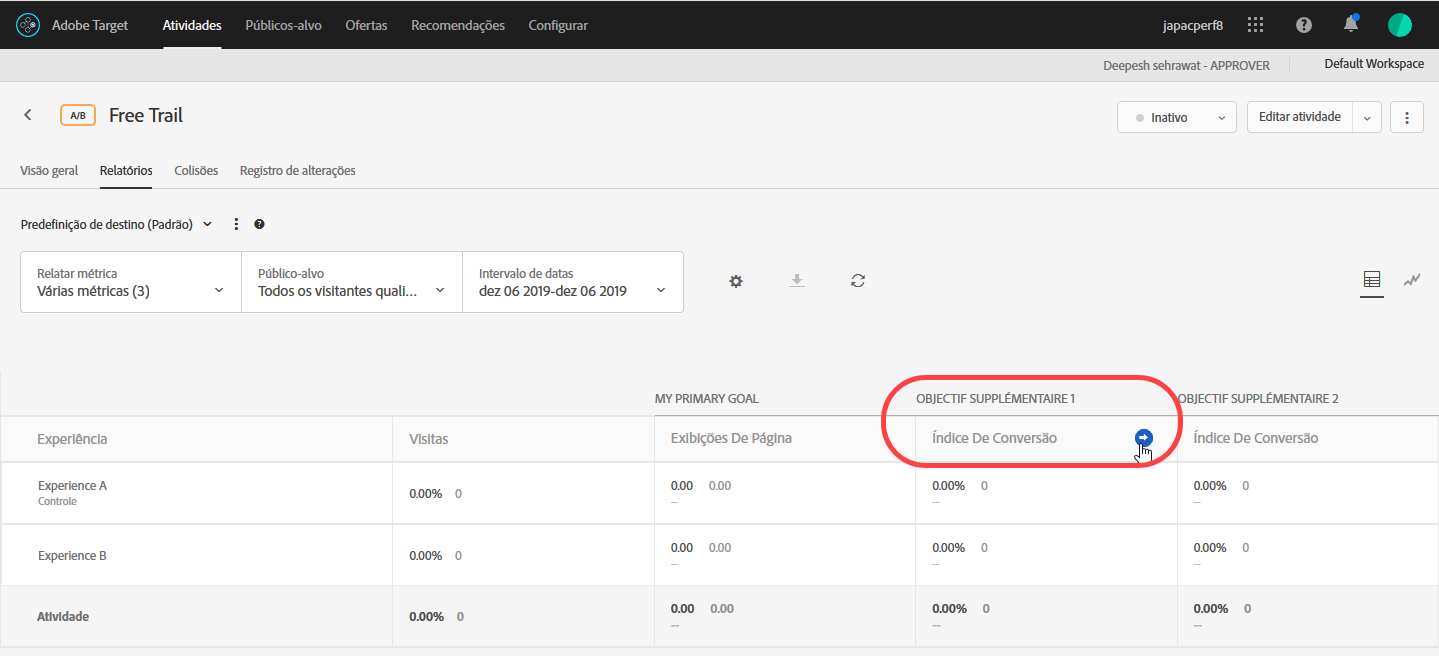 Adobe Target Atividades Públicos-alvo Ofertas Recomendações Configurar japacperf8
Deepesh sehrawat - APPROVER Default Workspace
A/B Free Trail Inativo Editar atividade
Visão geral Relatórios Colisões Registro de alterações
Predefinição de destino (Padrão)
Relatar métrica Público-alvo Intervalo de datas
Várias métricas (3) Todos os visitantes quali... dez 06 2019-dez 06 2019
MY PRIMARY GOAL OBJECTIF SUPPLÉMENTAIRE 1 OBJECTIF SUPPLÉMENTAIRE 2
Experiência Visitas Exibições De Página Índice De Conversão Índice De Conversão
Experience A 0.00% 0 0.00 0.00 0.00% 0 0.00% 0
Controle -- -- --
Experience B 0.00% 0 0.00 0.00 0.00% 0 0.00% 0
-- -- --
Atividade 0.00% 0 0.00 0.00 0.00% 0 0.00% 0
-- -- --